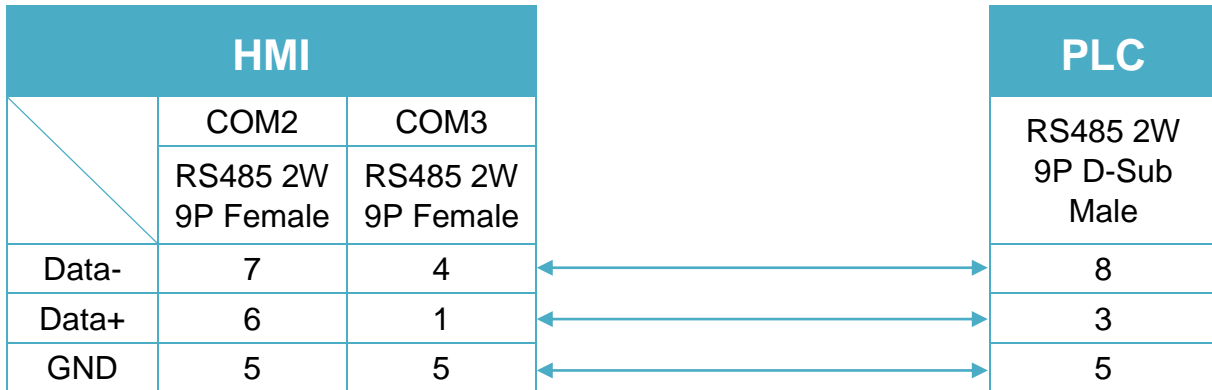 HMI
PLC
COM2
COM3
RS485 2W
9P Female
RS485 2W
9P Female
RS485 2W
9P D-Sub
Male
Data-
7
4
8
Data+
6
1
3
GND
5
5
5